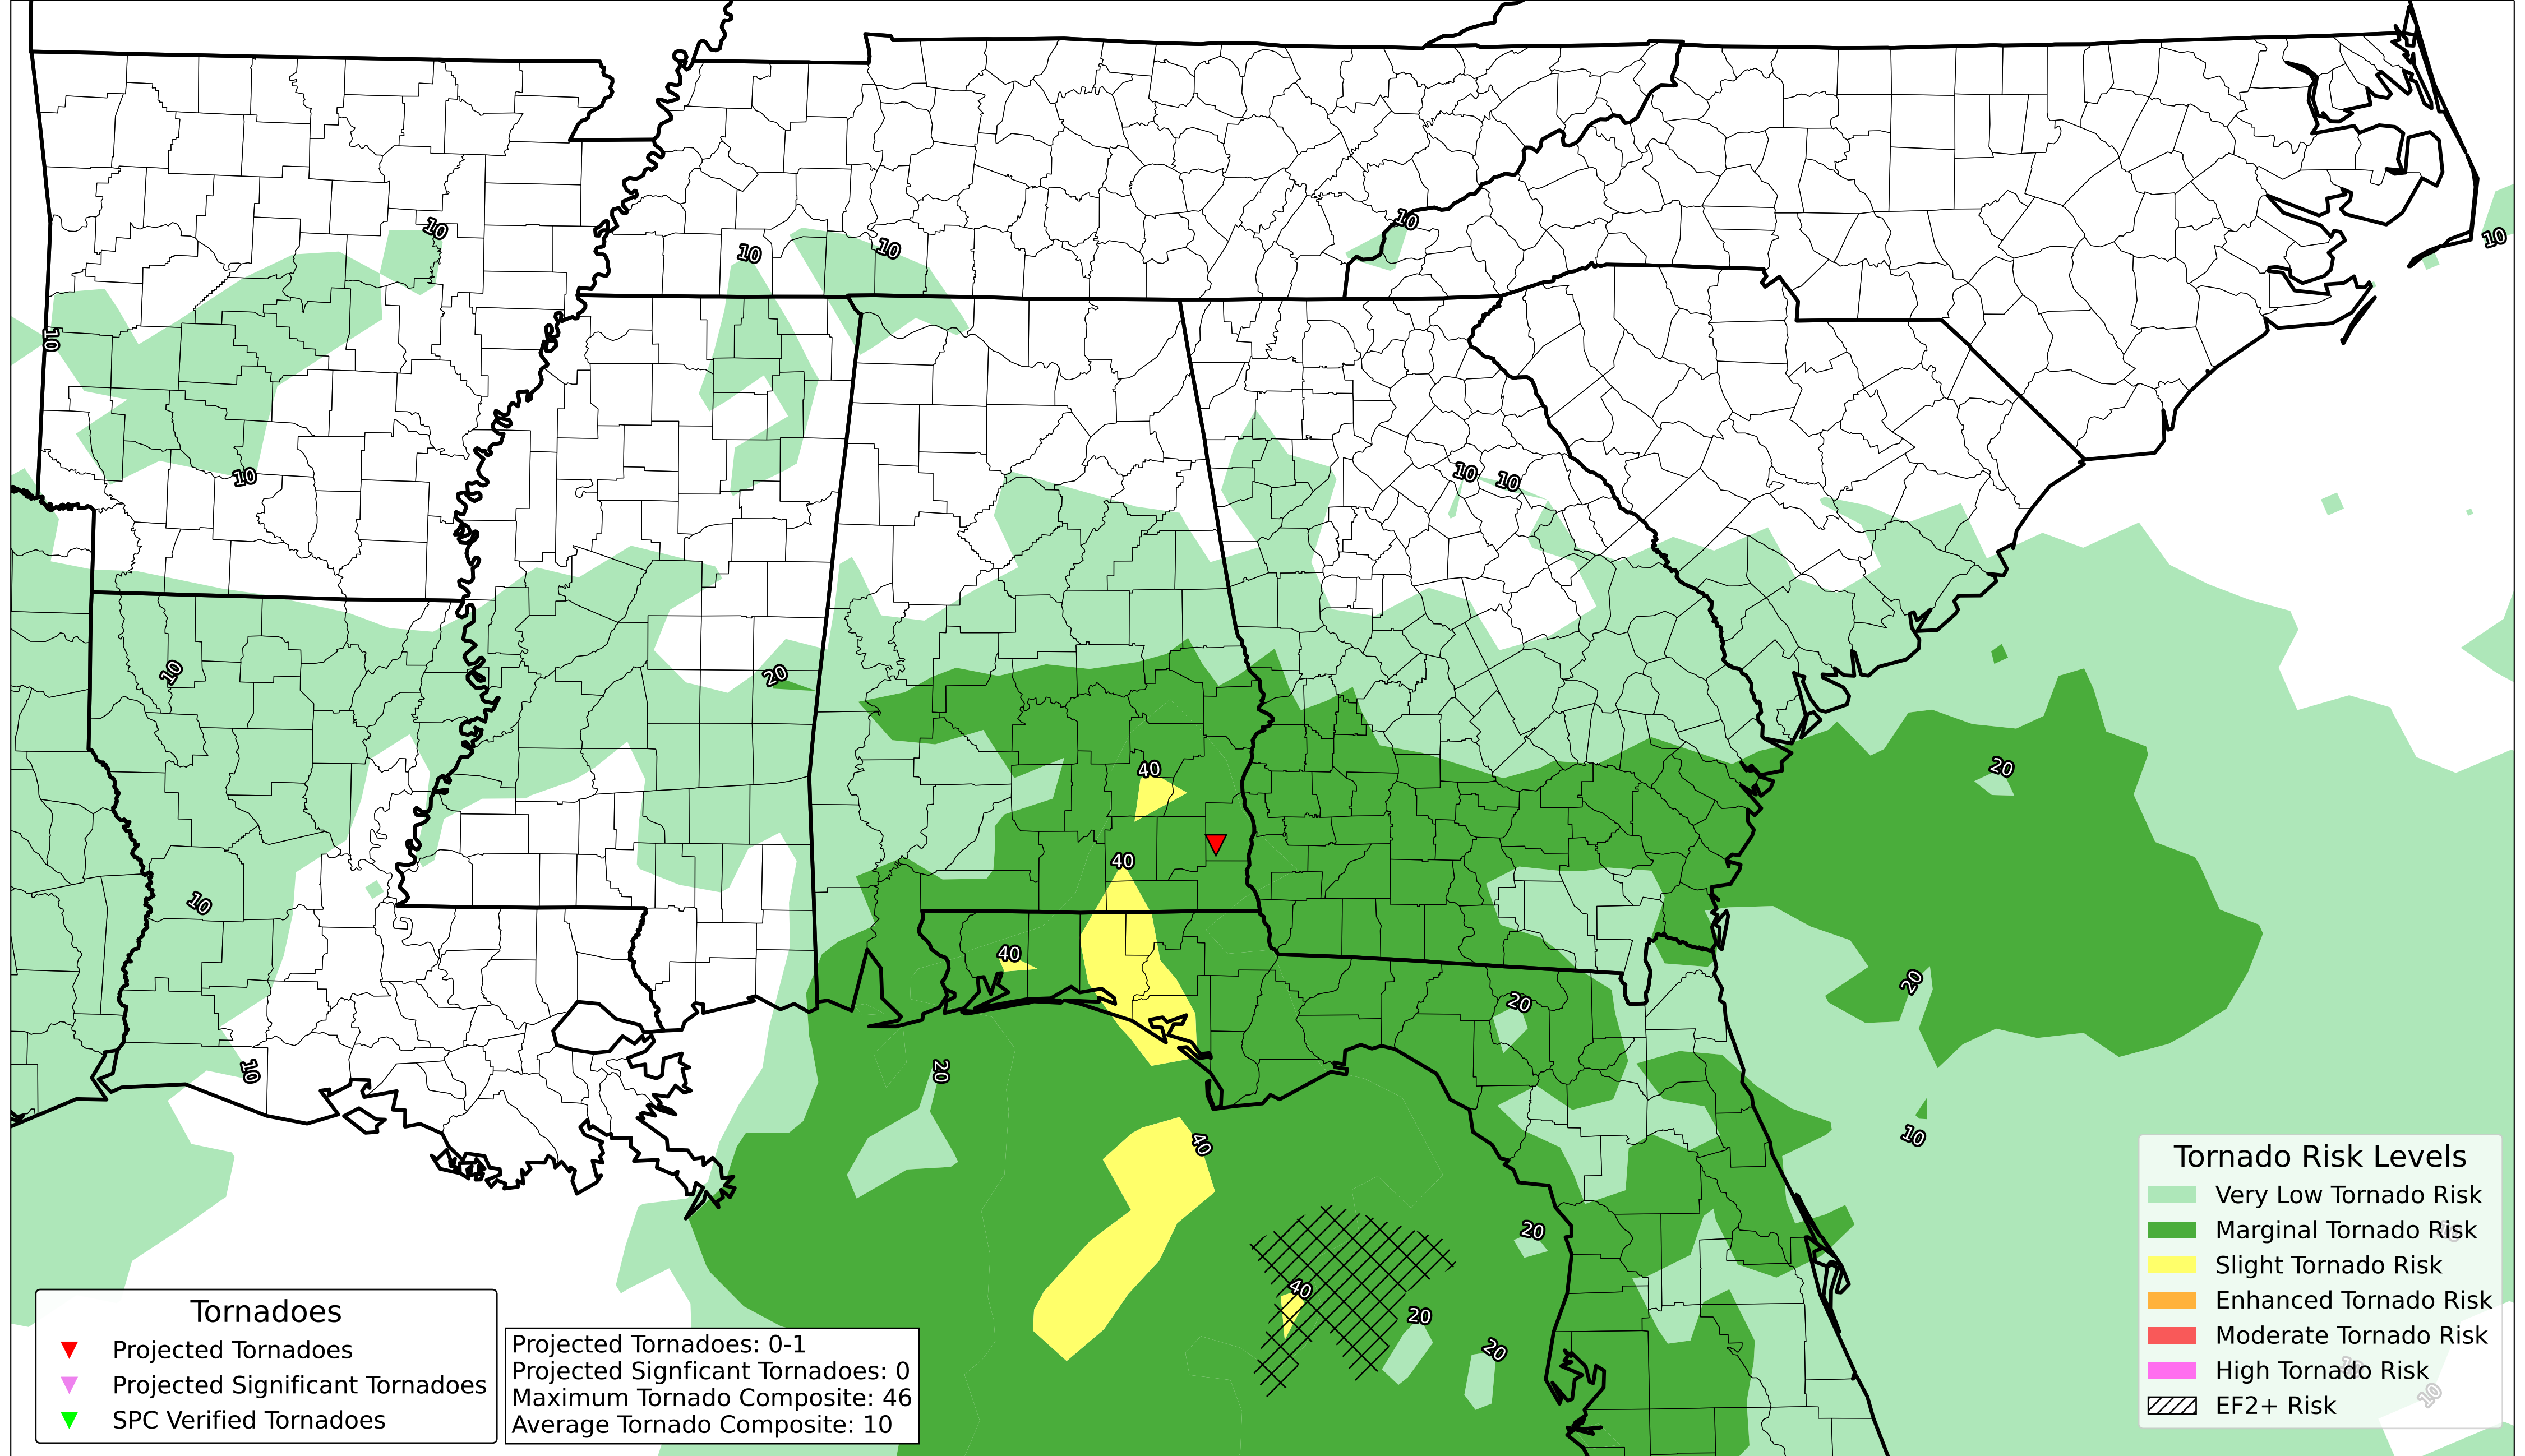 10
10
10
10
10
10
10
10
10
10
20
40
20
40
10
40
20
20
20
10
10
40
20
40
20
20
Tornadoes
Projected Tornadoes
Projected Significant Tornadoes
SPC Verified Tornadoes
Projected Tornadoes: 0-1
Projected Signficant Tornadoes: 0
Maximum Tornado Composite: 46
Average Tornado Composite: 10
Tornado Risk Levels
Very Low Tornado Risk
Marginal Tornado Risk
Slight Tornado Risk
Enhanced Tornado Risk
Moderate Tornado Risk
High Tornado Risk
EF2+ Risk
10